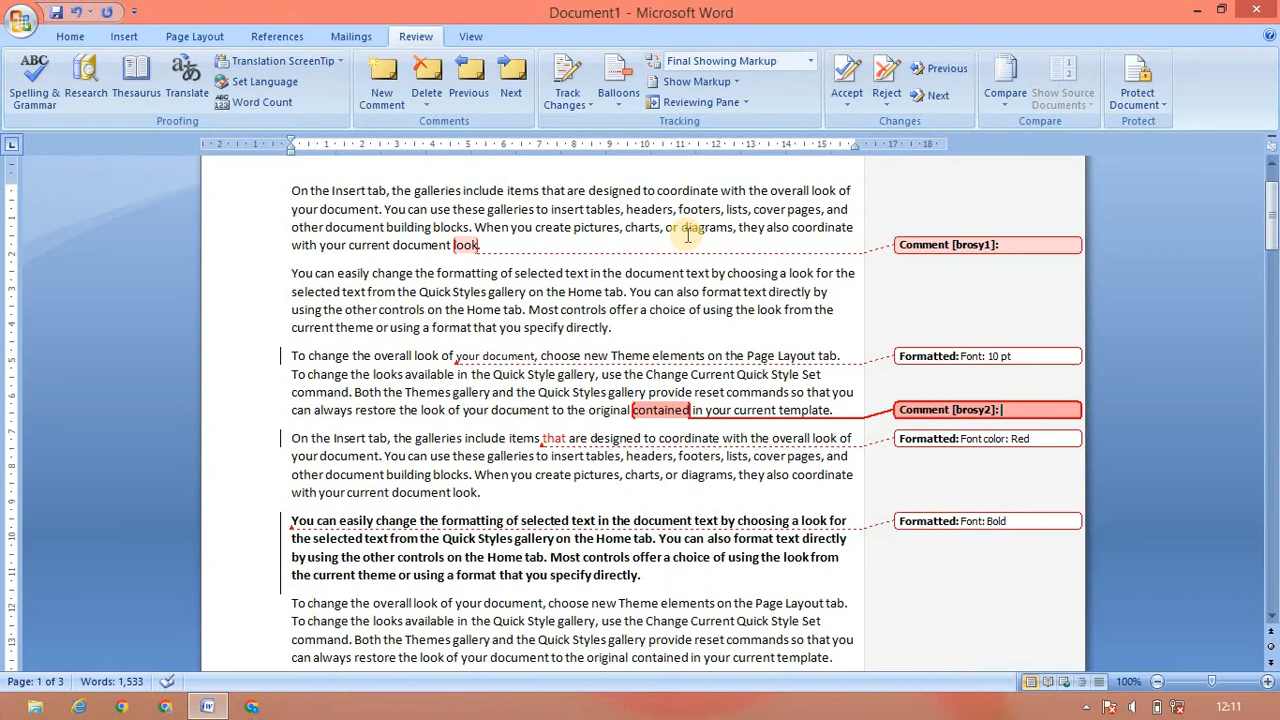 Document1 - Microsoft Word
Home Insert Page Layout References Mailings Review View
ABC Spelling & Grammar
Research
Thesaurus
Translate
Translation ScreenTip
Set Language
ABC 123 Word Count
Proofing
New Comment
Delete
Previous
Next
Comments
Track Changes
Balloons
Final Showing Markup
Show Markup
Reviewing Pane
Tracking
Accept
Reject
Previous
Next
Changes
Compare
Show Source Documents
Compare
Protect Document
Protect
L
2 1 1 2 3 4 5 6 7 8 9 10 11 12 13 14 15 17 18
On the Insert tab, the galleries include items that are designed to coordinate with the overall look of
your document. You can use these galleries to insert tables, headers, footers, lists, cover pages, and
other document building blocks. When you create pictures, charts, or diagrams, they also coordinate
with your current document look.
Comment [brosy1]:
You can easily change the formatting of selected text in the document text by choosing a look for the
selected text from the Quick Styles gallery on the Home tab. You can also format text directly by
using the other controls on the Home tab. Most controls offer a choice of using the look from the
current theme or using a format that you specify directly.
To change the overall look of your document, choose new Theme elements on the Page Layout tab.
Formatted: Font: 10 pt
To change the looks available in the Quick Style gallery, use the Change Current Quick Style Set
command. Both the Themes gallery and the Quick Styles gallery provide reset commands so that you
can always restore the look of your document to the original contained in your current template.
Comment [brosy2]:
On the Insert tab, the galleries include items that are designed to coordinate with the overall look of
Formatted: Font color: Red
your document. You can use these galleries to insert tables, headers, footers, lists, cover pages, and
other document building blocks. When you create pictures, charts, or diagrams, they also coordinate
with your current document look.
You can easily change the formatting of selected text in the document text by choosing a look for
Formatted: Font: Bold
the selected text from the Quick Styles gallery on the Home tab. You can also format text directly
by using the other controls on the Home tab. Most controls offer a choice of using the look from
the current theme or using a format that you specify directly.
To change the overall look of your document, choose new Theme elements on the Page Layout tab.
To change the looks available in the Quick Style gallery, use the Change Current Quick Style Set
command. Both the Themes gallery and the Quick Styles gallery provide reset commands so that you
can always restore the look of your document to the original contained in your current template.
Page: 1 of 3 Words: 1,533 100%
12:11